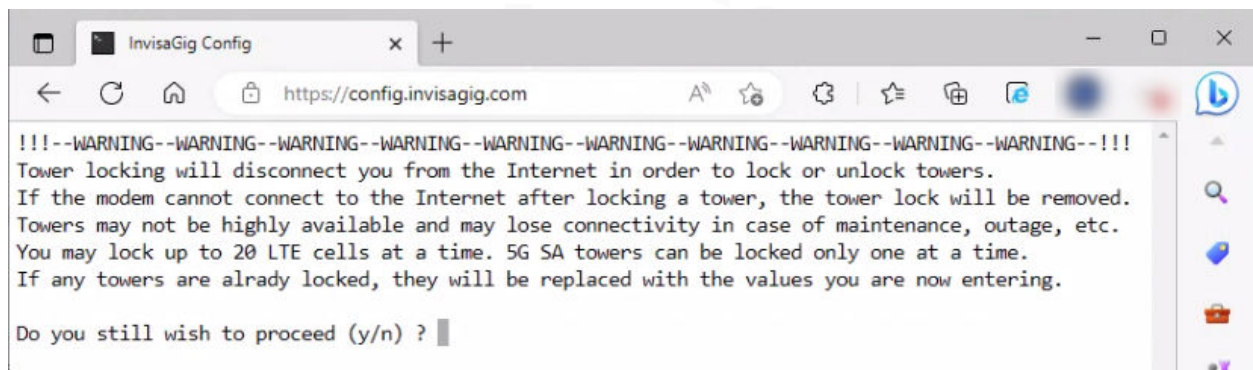 InvisaGig Config
https://config.invisagig.com
!!!--WARNING--WARNING--WARNING--WARNING--WARNING--WARNING--WARNING--WARNING--WARNING--WARNING--!!!
Tower locking will disconnect you from the Internet in order to lock or unlock towers.
If the modem cannot connect to the Internet after locking a tower, the tower lock will be removed.
Towers may not be highly available and may lose connectivity in case of maintenance, outage, etc.
You may lock up to 20 LTE cells at a time. 5G SA towers can be locked only one at a time.
If any towers are alrady locked, they will be replaced with the values you are now entering.
Do you still wish to proceed (y/n) ?